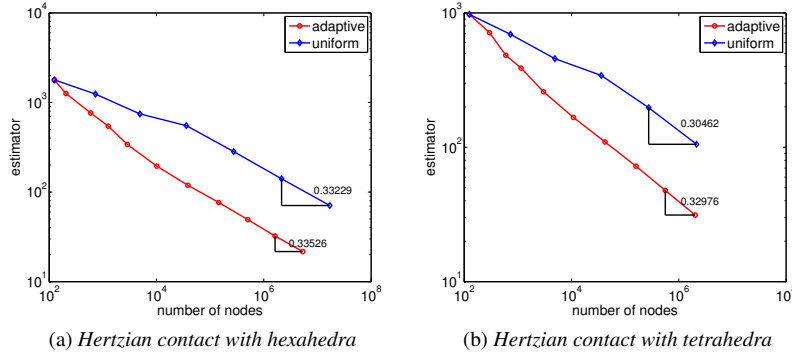 10^4
10^3
10^2
10^1
estimator
adaptive
uniform
0.33229
0.33526
10^2
10^4
10^6
10^8
number of nodes
(a) Hertzian contact with hexahedra
10^3
10^2
10^1
estimator
adaptive
uniform
0.30462
0.32976
10^2
10^4
10^6
10^8
number of nodes
(b) Hertzian contact with tetrahedra